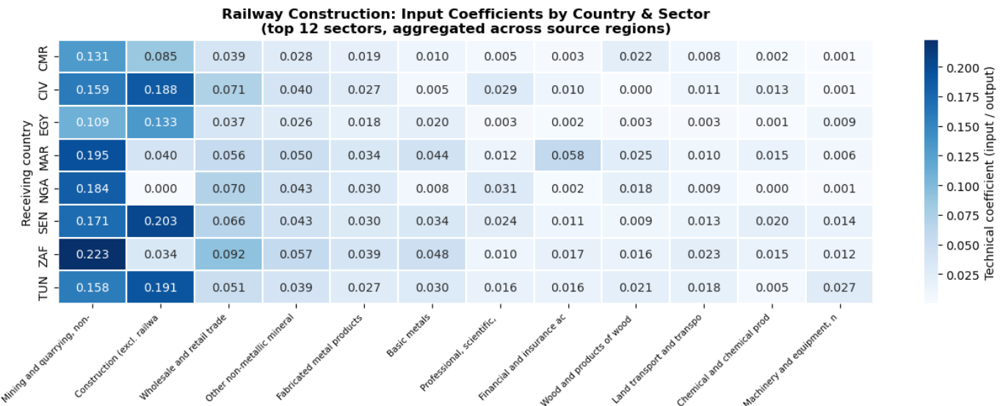 Railway Construction: Input Coefficients by Country & Sector
(top 12 sectors, aggregated across source regions)
Receiving country
CMR 0.131 0.085 0.039 0.028 0.019 0.010 0.005 0.003 0.022 0.008 0.002 0.001
CIV 0.159 0.188 0.071 0.040 0.027 0.005 0.029 0.010 0.000 0.011 0.013 0.001
EGY 0.109 0.133 0.037 0.026 0.018 0.020 0.003 0.002 0.003 0.003 0.001 0.009
MAR 0.195 0.040 0.056 0.050 0.034 0.044 0.012 0.058 0.025 0.010 0.015 0.006
NGA 0.184 0.000 0.070 0.043 0.030 0.008 0.031 0.002 0.018 0.009 0.000 0.001
SEN 0.171 0.203 0.066 0.043 0.030 0.034 0.024 0.011 0.009 0.013 0.020 0.014
ZAF 0.223 0.034 0.092 0.057 0.039 0.048 0.010 0.017 0.016 0.023 0.015 0.012
TUN 0.158 0.191 0.051 0.039 0.027 0.030 0.016 0.016 0.021 0.018 0.005 0.027
Mining and quarrying, non-
Construction (excl. railwa
Wholesale and retail trade
Other non-metallic mineral
Fabricated metal products
Basic metals
Professional, scientific,
Financial and insurance ac
Wood and products of wood
Land transport and transpo
Chemical and chemical prod
Machinery and equipment, n
0.200
0.175
0.150
0.125
0.100
0.075
0.050
0.025
Technical coefficient (input / output)